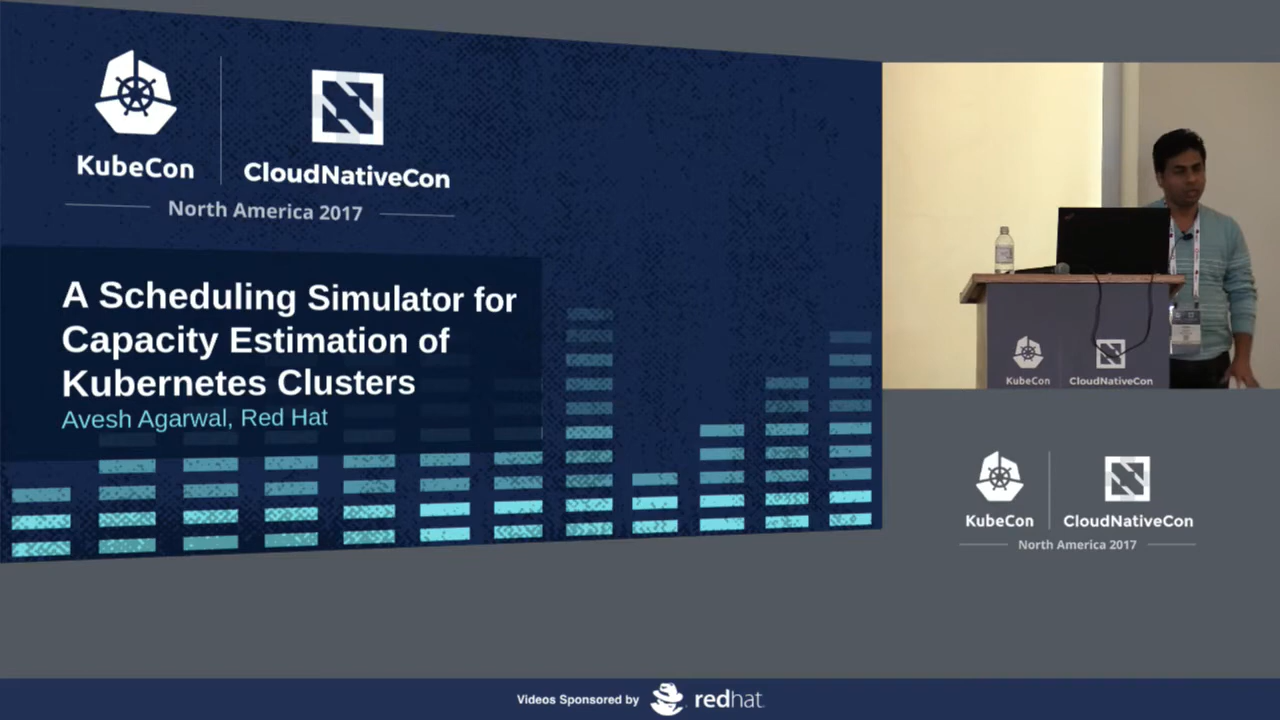 KubeCon
CloudNativeCon
North America 2017
A Scheduling Simulator for
Capacity Estimation of
Kubernetes Clusters
Avesh Agarwal, Red Hat
KubeCon
CloudNativeCon
KubeCon
CloudNativeCon
North America 2017
Videos Sponsored by
redhat